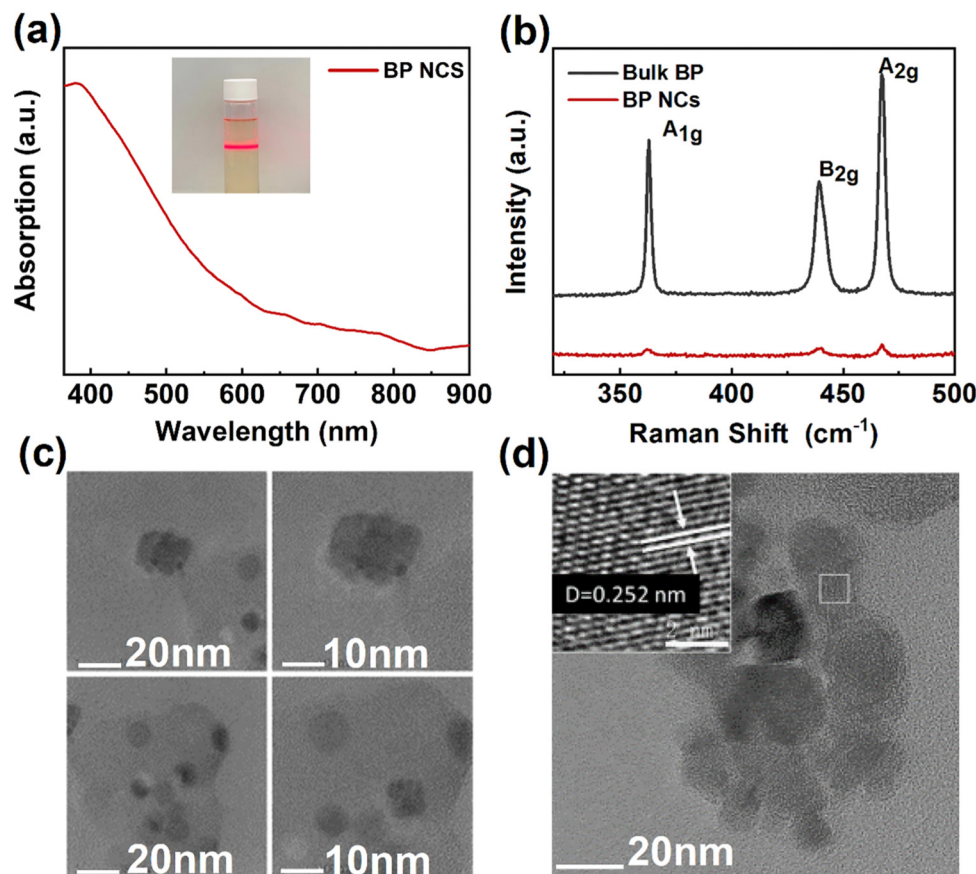 (a)
BP NCS
Absorption (a.u.)
400 500 600 700 800 900
Wavelength (nm)
(b)
Bulk BP
BP NCs
A1g
B2g
A2g
Intensity (a.u.)
350 400 450 500
Raman Shift (cm-1)
(c)
20nm
10nm
20nm
10nm
(d)
D=0.252 nm
2 nm
20nm